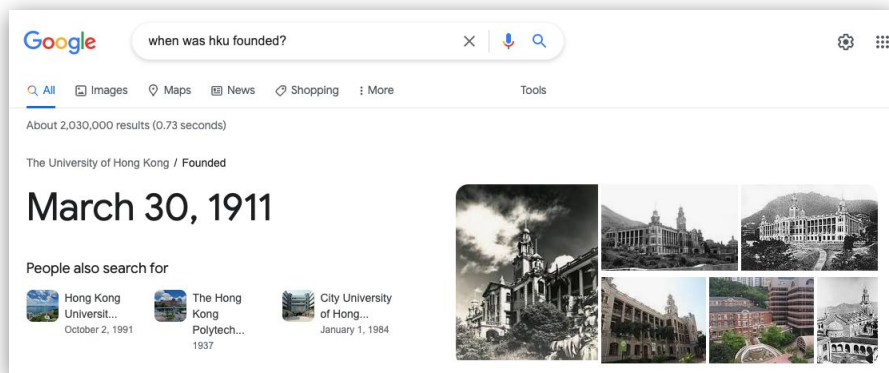 Google
when was hku founded?
All Images Maps News Shopping More Tools
About 2,030,000 results (0.73 seconds)
The University of Hong Kong / Founded
March 30, 1911
People also search for
Hong Kong
Universit...
October 2, 1991
The Hong
Kong
Polytech...
1937
City University
of Hong...
January 1, 1984